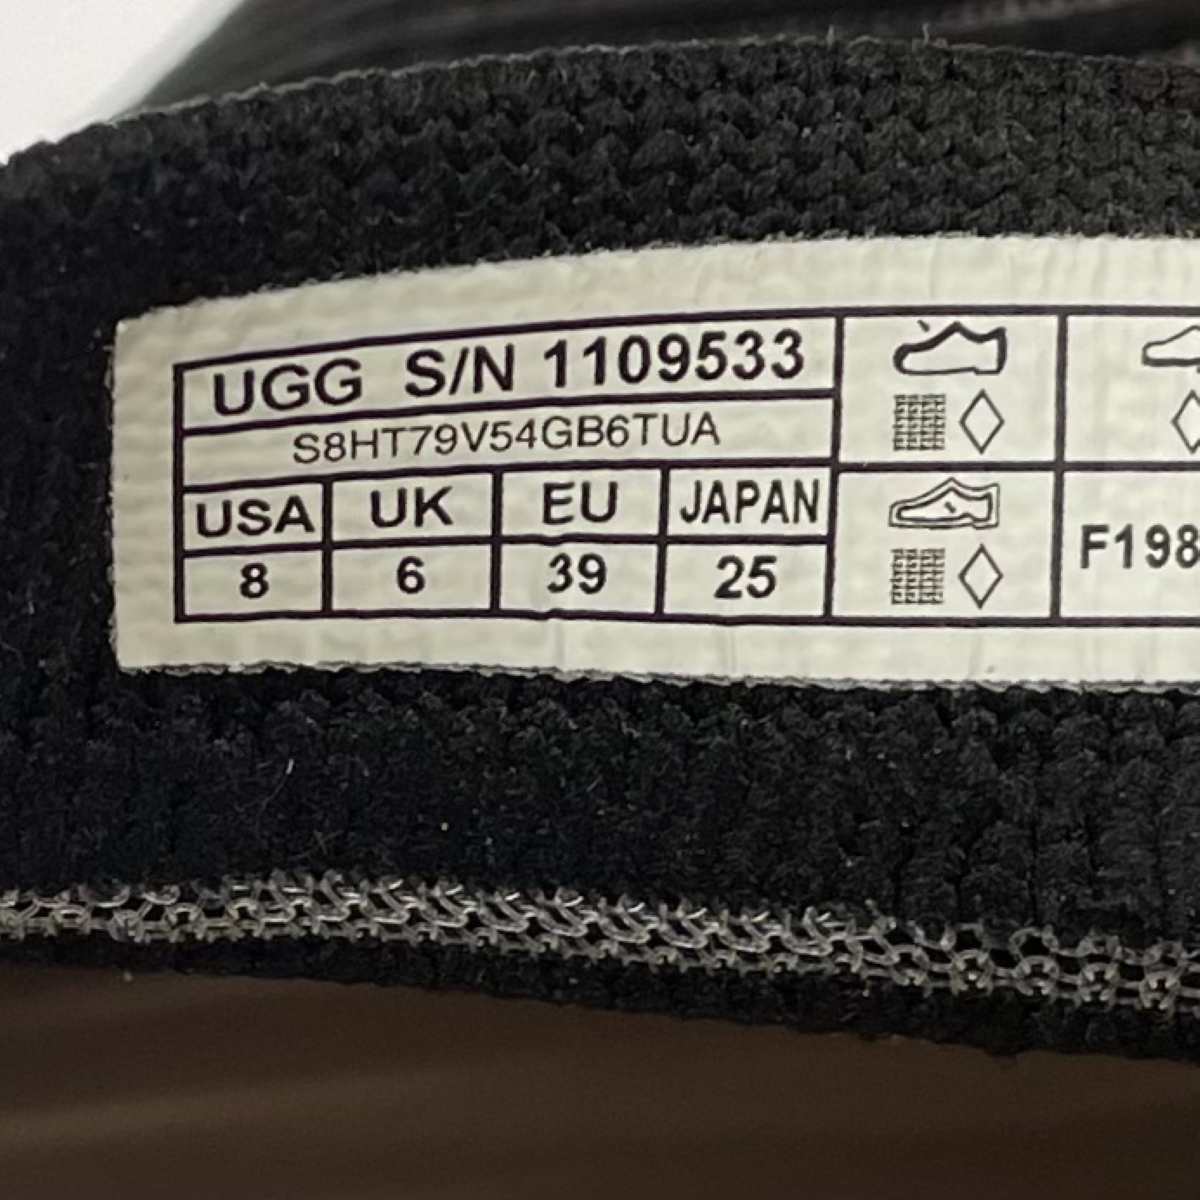 UGG S/N 1109533
S8HT79V54GB6TUA
USA UK EU JAPAN
8 6 39 25
F198